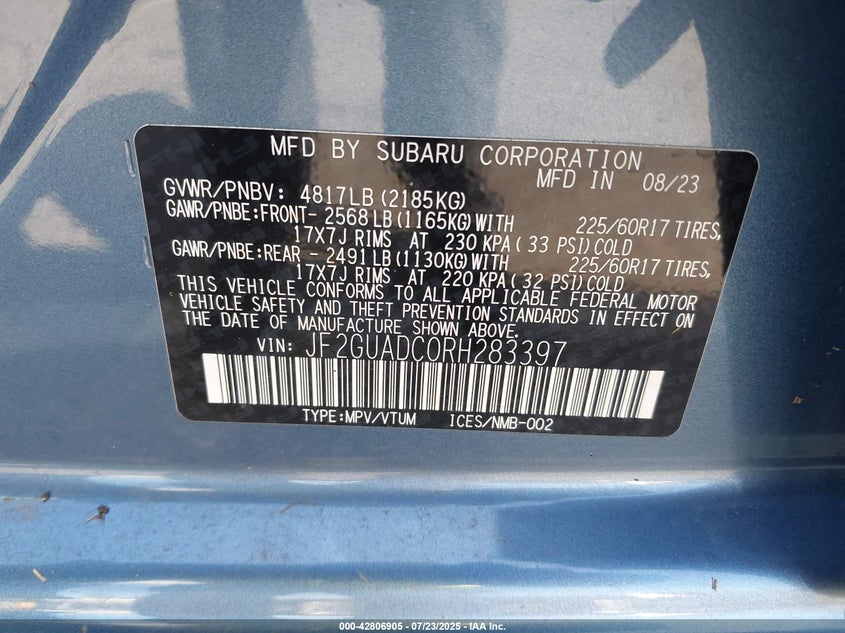 MFD BY SUBARU CORPORATION
MFD IN 08/23
GVWR/PNBV: 4817LB (2185KG)
GAWR/PNBE:FRONT- 2568 LB (1165KG) WITH 225/60R17 TIRES,
17X7J RIMS AT 230 KPA ( 33 PSI) COLD
GAWR/PNBE:REAR - 2491 LB (1130KG) WITH 225/60R17 TIRES,
17X7J RIMS AT 220 KPA ( 32 PSI) COLD
THIS VEHICLE CONFORMS TO ALL APPLICABLE FEDERAL MOTOR
VEHICLE SAFETY AND THEFT PREVENTION STANDARDS IN EFFECT ON
THE DATE OF MANUFACTURE SHOWN ABOVE.
VIN: JF2GUADC0RH283397
TYPE:MPV/VTUM ICES/NMB-002
000-42806905 - 07/23/2025 - IAA Inc.